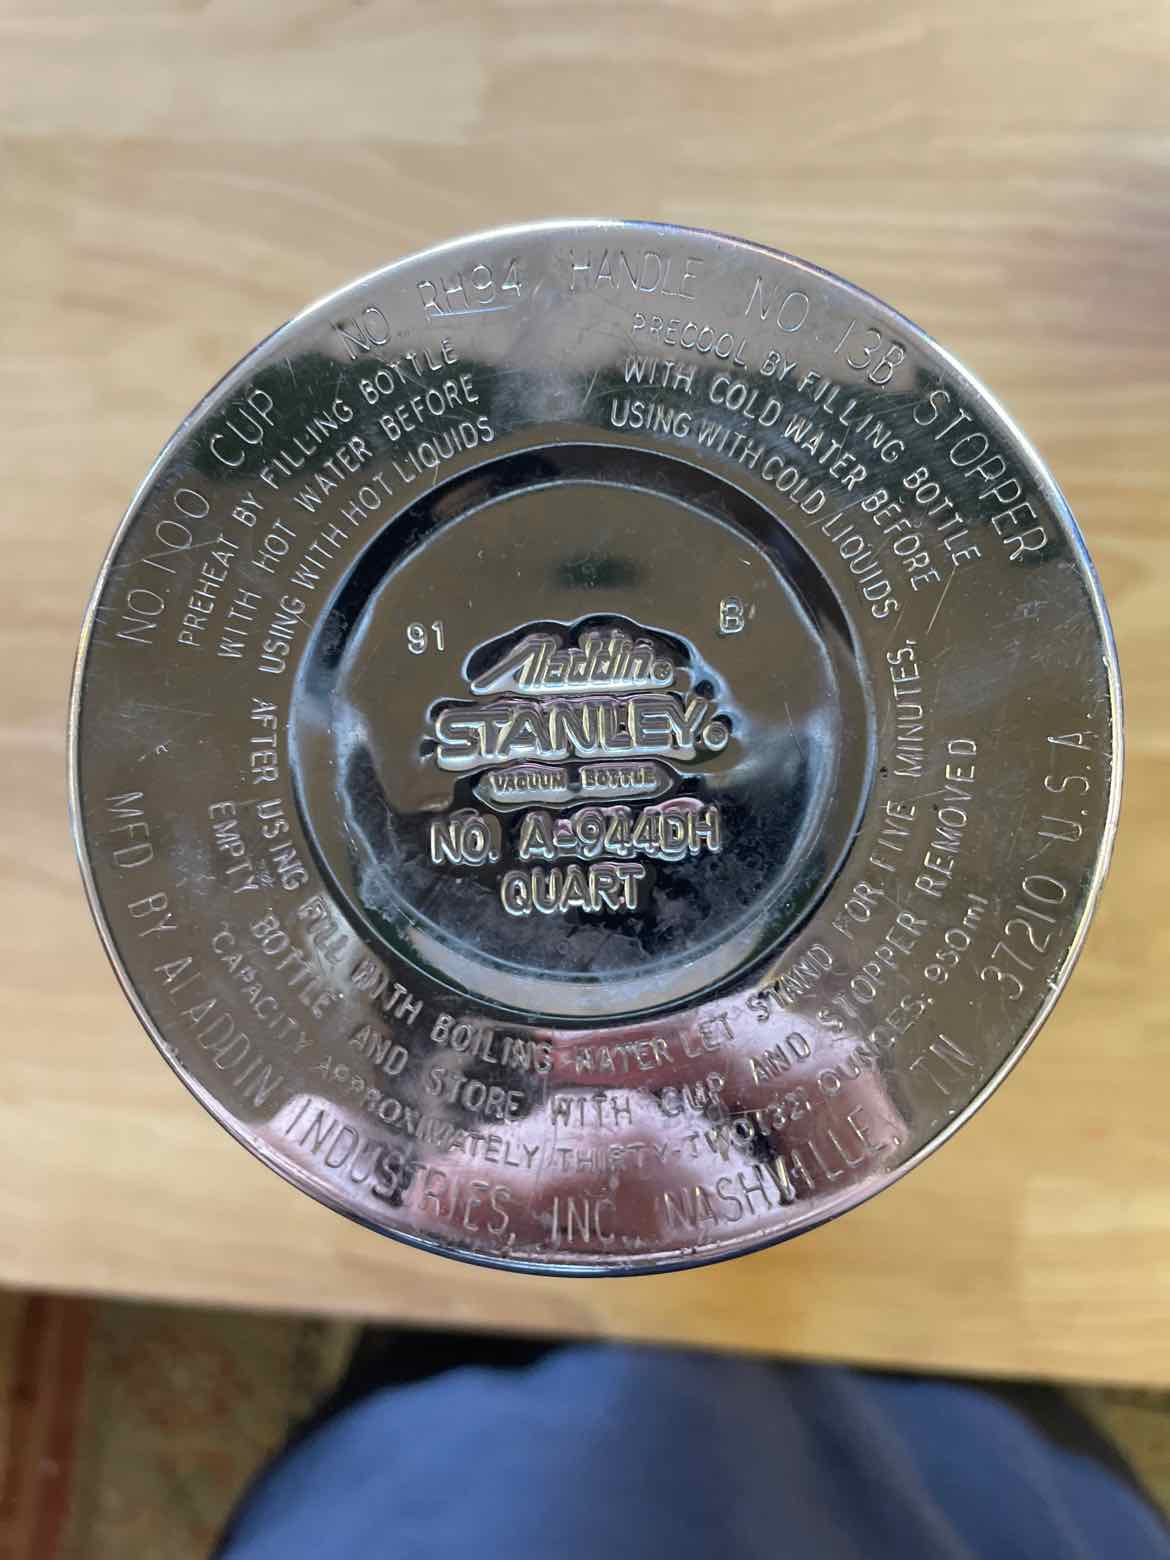 NO. N00 CUP NO. RH94 HANDLE NO. 13B STOPPER
PREHEAT BY FILLING BOTTLE
WITH HOT WATER BEFORE
USING WITH HOT LIQUIDS
PRECOOL BY FILLING BOTTLE
WITH COLD WATER BEFORE
USING WITH COLD LIQUIDS
91 B
Aladdin®
STANLEY®
VACUUM BOTTLE
NO. A-944DH
QUART
AFTER USING FILL WITH BOILING WATER LET STAND FOR FIVE MINUTES.
EMPTY BOTTLE AND STORE WITH CUP AND STOPPER REMOVED
CAPACITY APPROXIMATELY THIRTY-TWO (32) OUNCES: 950ml
MFD BY ALADDIN INDUSTRIES, INC., NASHVILLE, TN 37210 U.S.A.